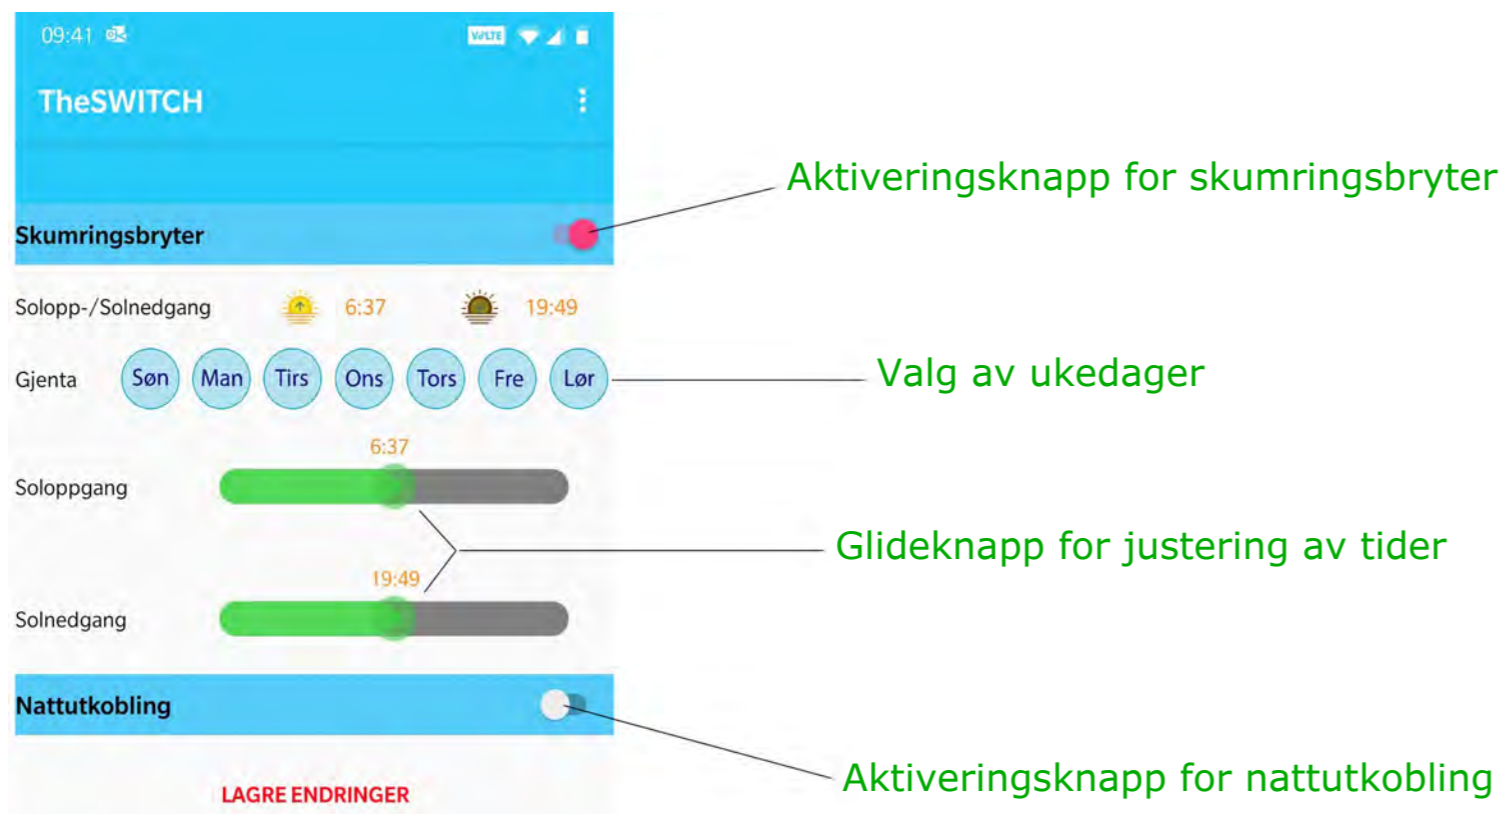 09:41
VoLTE
TheSWITCH
Aktiveringsknapp for skumringsbryter
Skumringsbryter
Solopp-/Solnedgang 6:37 19:49
Gjenta Søn Man Tirs Ons Tors Fre Lør
Valg av ukedager
6:37
Soloppgang
Glideknapp for justering av tider
19:49
Solnedgang
Nattutkobling
Aktiveringsknapp for nattutkobling
LAGRE ENDRINGER